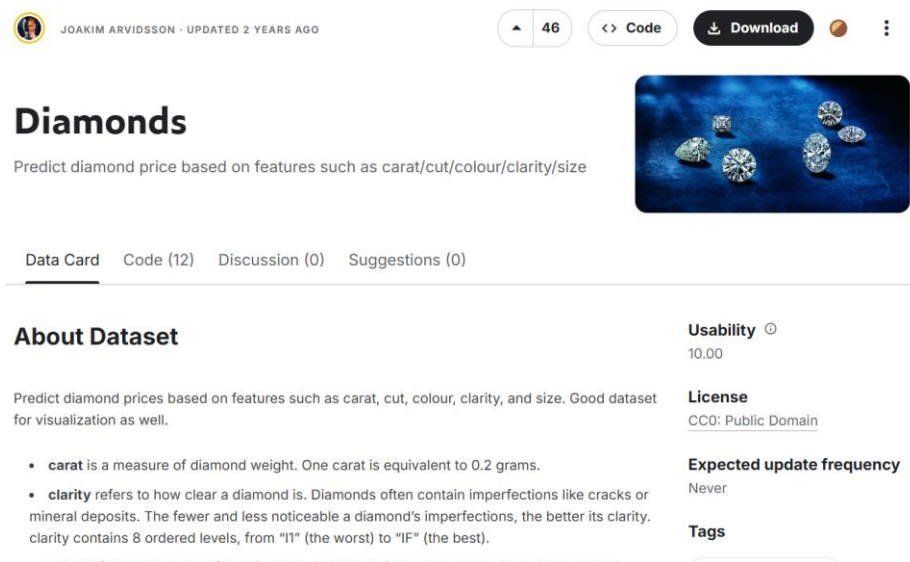 JOAKIM ARVIDSSON · UPDATED 2 YEARS AGO
46
<> Code
Download
Diamonds
Predict diamond price based on features such as carat/cut/colour/clarity/size
Data Card
Code (12)
Discussion (0)
Suggestions (0)
About Dataset
Predict diamond prices based on features such as carat, cut, colour, clarity, and size. Good dataset
for visualization as well.
• carat is a measure of diamond weight. One carat is equivalent to 0.2 grams.
• clarity refers to how clear a diamond is. Diamonds often contain imperfections like cracks or
mineral deposits. The fewer and less noticeable a diamond’s imperfections, the better its clarity.
clarity contains 8 ordered levels, from “I1” (the worst) to “IF” (the best).
Usability
10.00
License
CC0: Public Domain
Expected update frequency
Never
Tags